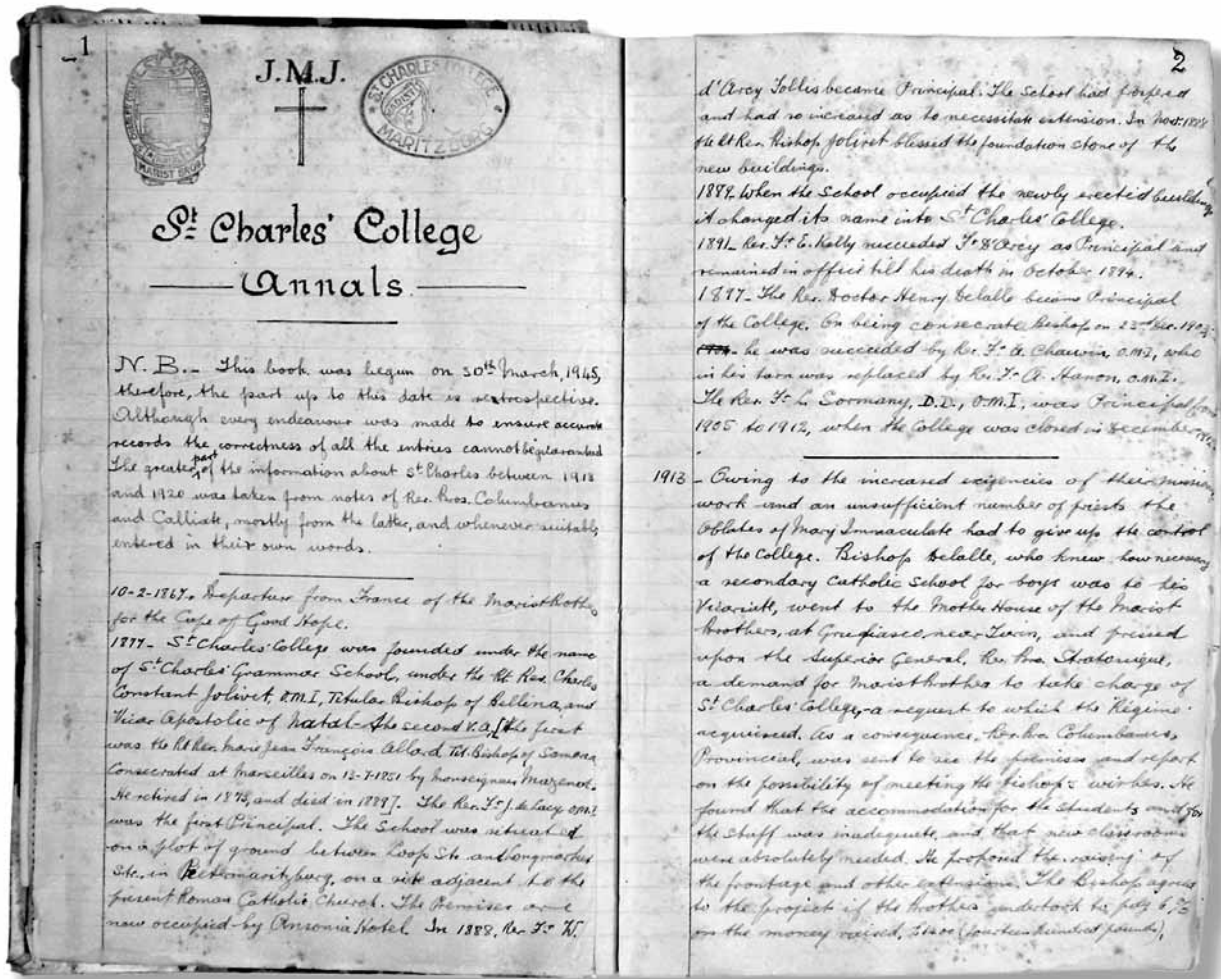 1
J.M.J.
ST CHARLES COLLEGE
MARITZBURG
MARIST BROS
St Charles' College
Annals
N.B. – This book was begun on 30th March, 1945,
therefore, the part up to this date is retrospective.
Although every endeavour was made to ensure accurate
records the correctness of all the entries cannot be guaranteed
The greater part of the information about St Charles between 1913
and 1920 was taken from notes of Rev. Bros. Columbanus
and Calliste, mostly from the latter, and whenever suitable,
entered in their own words.
10-2-1867. Departure from France of the Marist Brothers
for the Cape of Good Hope.
1877– St Charles' College was founded under the name
of St Charles' Grammar School, under the Rt Rev. Charles
Constant Jolivet, O.M.I, Titular Bishop of Bellina, and
Vicar Apostolic of Natal – the second V.A. [The first
was the Rt Rev. Marie Jean François Allard Tit. Bishop of Samaria
Consecrated at Marseilles on 13-7-1851 by Monseigneur Mazenod.
He retired in 1873, and died in 1889]. The Rev. Fr J. de Lacy O.M.I
was the first Principal. The School was situated
on a plot of ground between Loop Str. and Longmarket
Str. in Pietermaritzburg, on a site adjacent to the
present Roman Catholic Church. The Premises are
now occupied by Ansonia Hotel. In 1888, Rev Fr W.
2
d'Arcy Tollis became Principal. The School had prospered
and had so increased as to necessitate extension. In Nov. 1888
the Rt Rev. Bishop Jolivet blessed the foundation stone of the
new buildings.
1889. When the School occupied the newly erected buildings
it changed its name into St Charles' College.
1891– Rev. Fr E. Kelly succeeded Fr D'Arcy as Principal and
remained in office till his death in October 1894.
1897– The Rev. Doctor Henry Delalle became Principal
of the College. On being consecrate Bishop on 23rd Dec. 1903
he was succeeded by Rev. Fr A. Chauvin, O.M.I, who
in his turn was replaced by Rev. Fr A. Hanon, O.M.I.
The Rev. Fr L. Sormany, D.D., O.M.I, was Principal from
1905 to 1912, when the College was closed in December 1912.
1913 – Owing to the increased exigencies of their mission
work and an unsufficient number of priests the
Oblates of Mary Immaculate had to give up the control
of the College. Bishop Delalle, who knew how necessary
a secondary Catholic School for boys was to his
Vicariate, went to the Mother House of the Marist
Brothers, at Grugliasco, near Turin, and pressed
upon the Superior General, Rev. Bro. Stratonique,
a demand for Marist Brothers to take charge of
St Charles' College, – a request to which the Régime
acquiesced. As a consequence, Rev. Bro. Columbanus,
Provincial, was sent to see the premises and report
on the possibility of meeting the Bishop's wishes. He
found that the accommodation for the students and for
the staff was inadequate, and that new classrooms
were absolutely needed. He proposed the raising of
the frontage and other extensions. The Bishop agreed
to the project if the Brothers undertook to pay 6%
on the money raised, £1400 (fourteen hundred pounds),